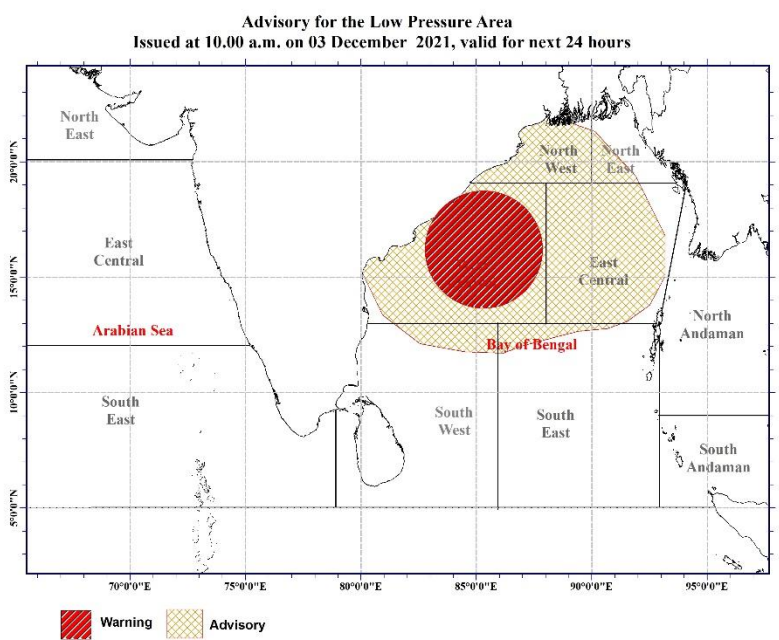 Advisory for the Low Pressure Area
Issued at 10.00 a.m. on 03 December 2021, valid for next 24 hours
North
East
North
West
North
East
20°0'0"N
East
Central
East
Central
15°0'0"N
Arabian Sea
North
Andaman
Bay of Bengal
10°0'0"N
South
East
South
West
South
East
South
Andaman
5°0'0"N
70°0'0"E
75°0'0"E
80°0'0"E
85°0'0"E
90°0'0"E
95°0'0"E
Warning
Advisory